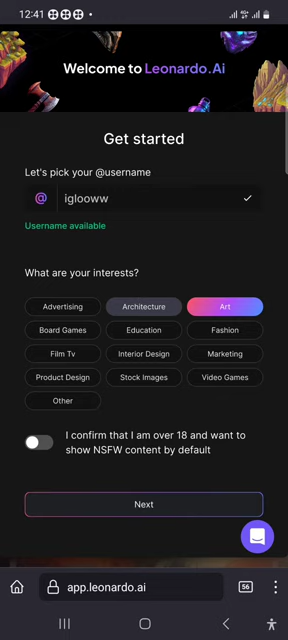 12:41
Welcome to Leonardo.Ai
Get started
Let's pick your @username
@ iglooww
Username available
What are your interests?
Advertising Architecture Art
Board Games Education Fashion
Film Tv Interior Design Marketing
Product Design Stock Images Video Games
Other
I confirm that I am over 18 and want to
show NSFW content by default
Next
app.leonardo.ai 56